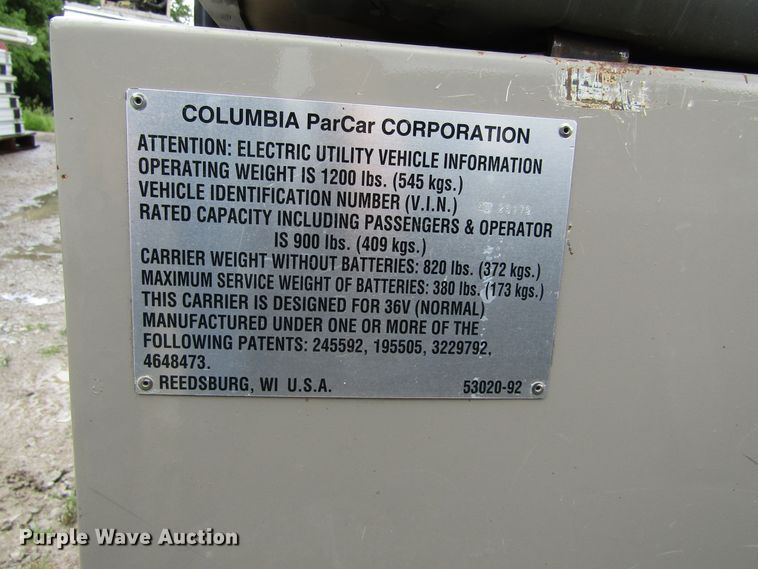 COLUMBIA ParCar CORPORATION
ATTENTION: ELECTRIC UTILITY VEHICLE INFORMATION
OPERATING WEIGHT IS 1200 lbs. (545 kgs.)
VEHICLE IDENTIFICATION NUMBER (V.I.N.)
RATED CAPACITY INCLUDING PASSENGERS & OPERATOR
IS 900 lbs. (409 kgs.)
CARRIER WEIGHT WITHOUT BATTERIES: 820 lbs. (372 kgs.)
MAXIMUM SERVICE WEIGHT OF BATTERIES: 380 lbs. (173 kgs.)
THIS CARRIER IS DESIGNED FOR 36V (NORMAL)
MANUFACTURED UNDER ONE OR MORE OF THE
FOLLOWING PATENTS: 245592, 195505, 3229792,
4648473.
REEDSBURG, WI U.S.A. 53020-92
Purple Wave Auction